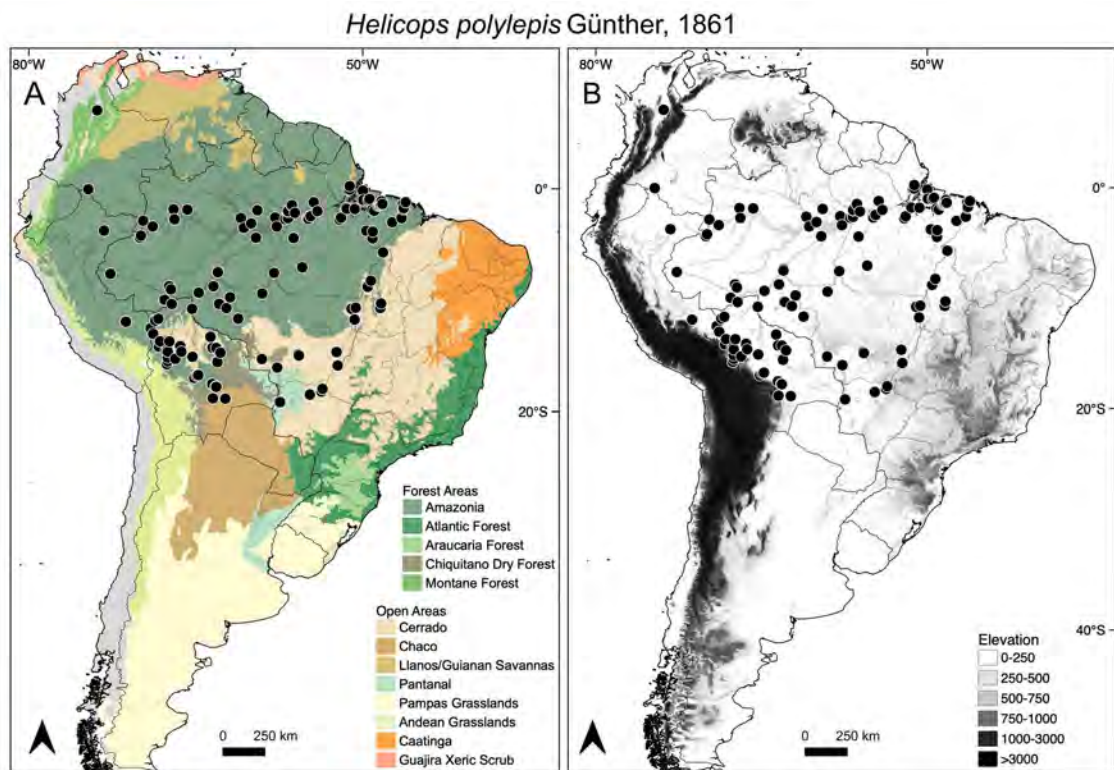 Helicops polylepis Günther, 1861
80°W
50°W
A
0°
20°S
Forest Areas
Amazonia
Atlantic Forest
Araucaria Forest
Chiquitano Dry Forest
Montane Forest
Open Areas
Cerrado
Chaco
Llanos/Guianan Savannas
Pantanal
Pampas Grasslands
Andean Grasslands
Caatinga
Guajira Xeric Scrub
0
250 km
80°W
50°W
B
0°
20°S
40°S
Elevation
0-250
250-500
500-750
750-1000
1000-3000
>3000
0
250 km